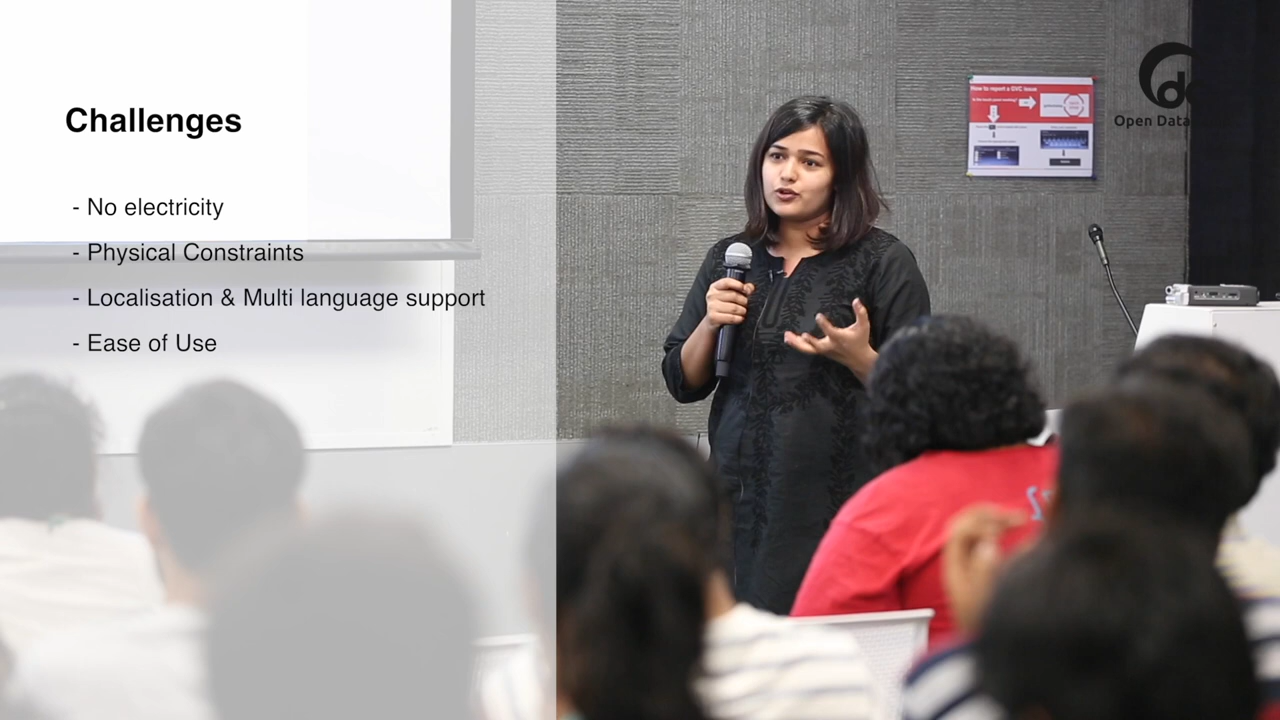 Challenges
- No electricity
- Physical Constraints
- Localisation & Multi language support
- Ease of Use
How to report a GVC issue
Open Data